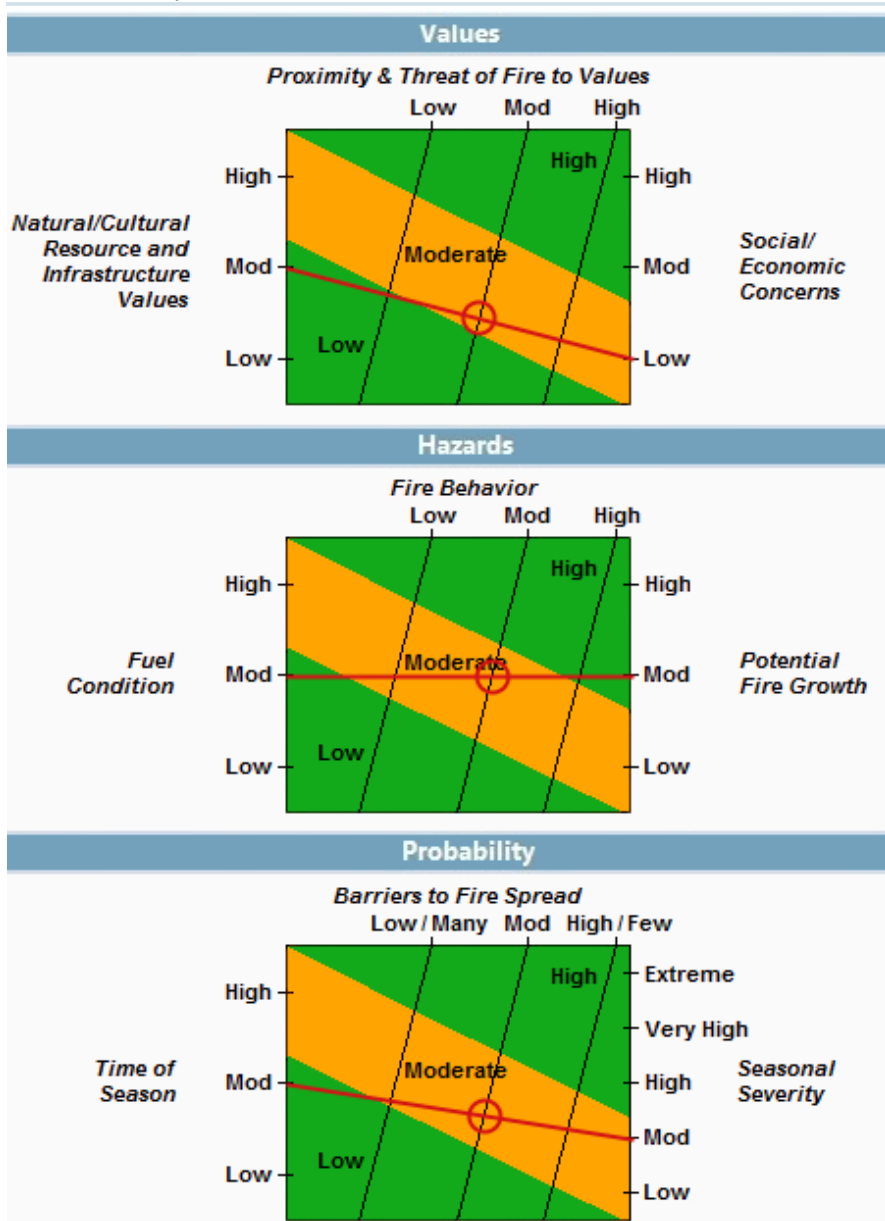 Values
Proximity & Threat of Fire to Values
Low Mod High
High
High
High
Natural/Cultural
Resource and
Infrastructure
Values
Mod
Moderate
Mod
Social/
Economic
Concerns
Low
Low
Low
Hazards
Fire Behavior
Low Mod High
High
High
High
Fuel
Condition
Mod
Moderate
Mod
Potential
Fire Growth
Low
Low
Low
Probability
Barriers to Fire Spread
Low / Many Mod High / Few
High
High
Extreme
Very High
Time of
Season
Mod
Moderate
High
Seasonal
Severity
Mod
Low
Low
Low